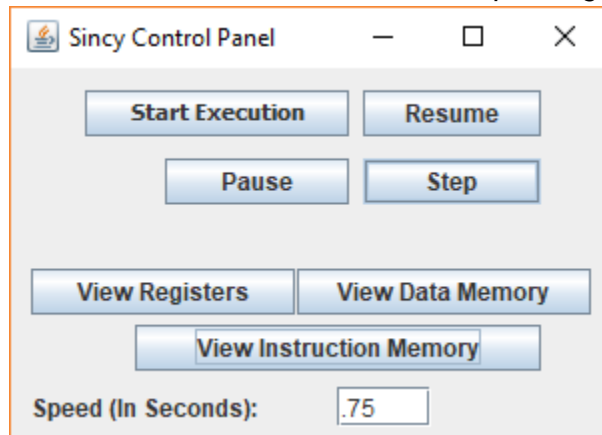 Sincy Control Panel
Start Execution Resume
Pause Step
View Registers View Data Memory
View Instruction Memory
Speed (In Seconds): .75